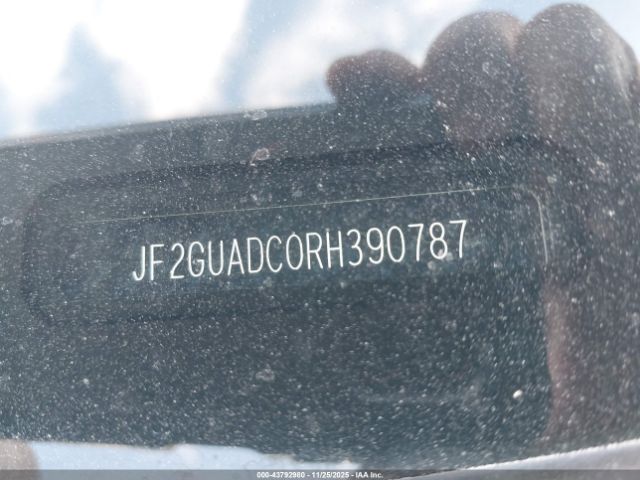 JF2GUADC0RH390787
000-43792980 - 11/25/2025 - IAA Inc.